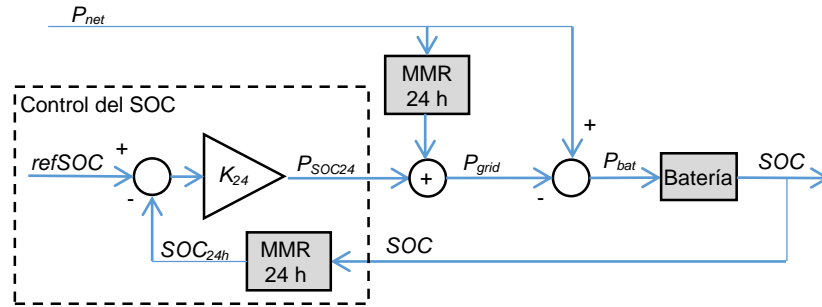 P_net
MMR
24 h
Control del SOC
+
+
refSOC
K_24
P_SOC24
+
P_grid
P_bat
Batería
SOC
-
-
SOC_24h
MMR
24 h
SOC